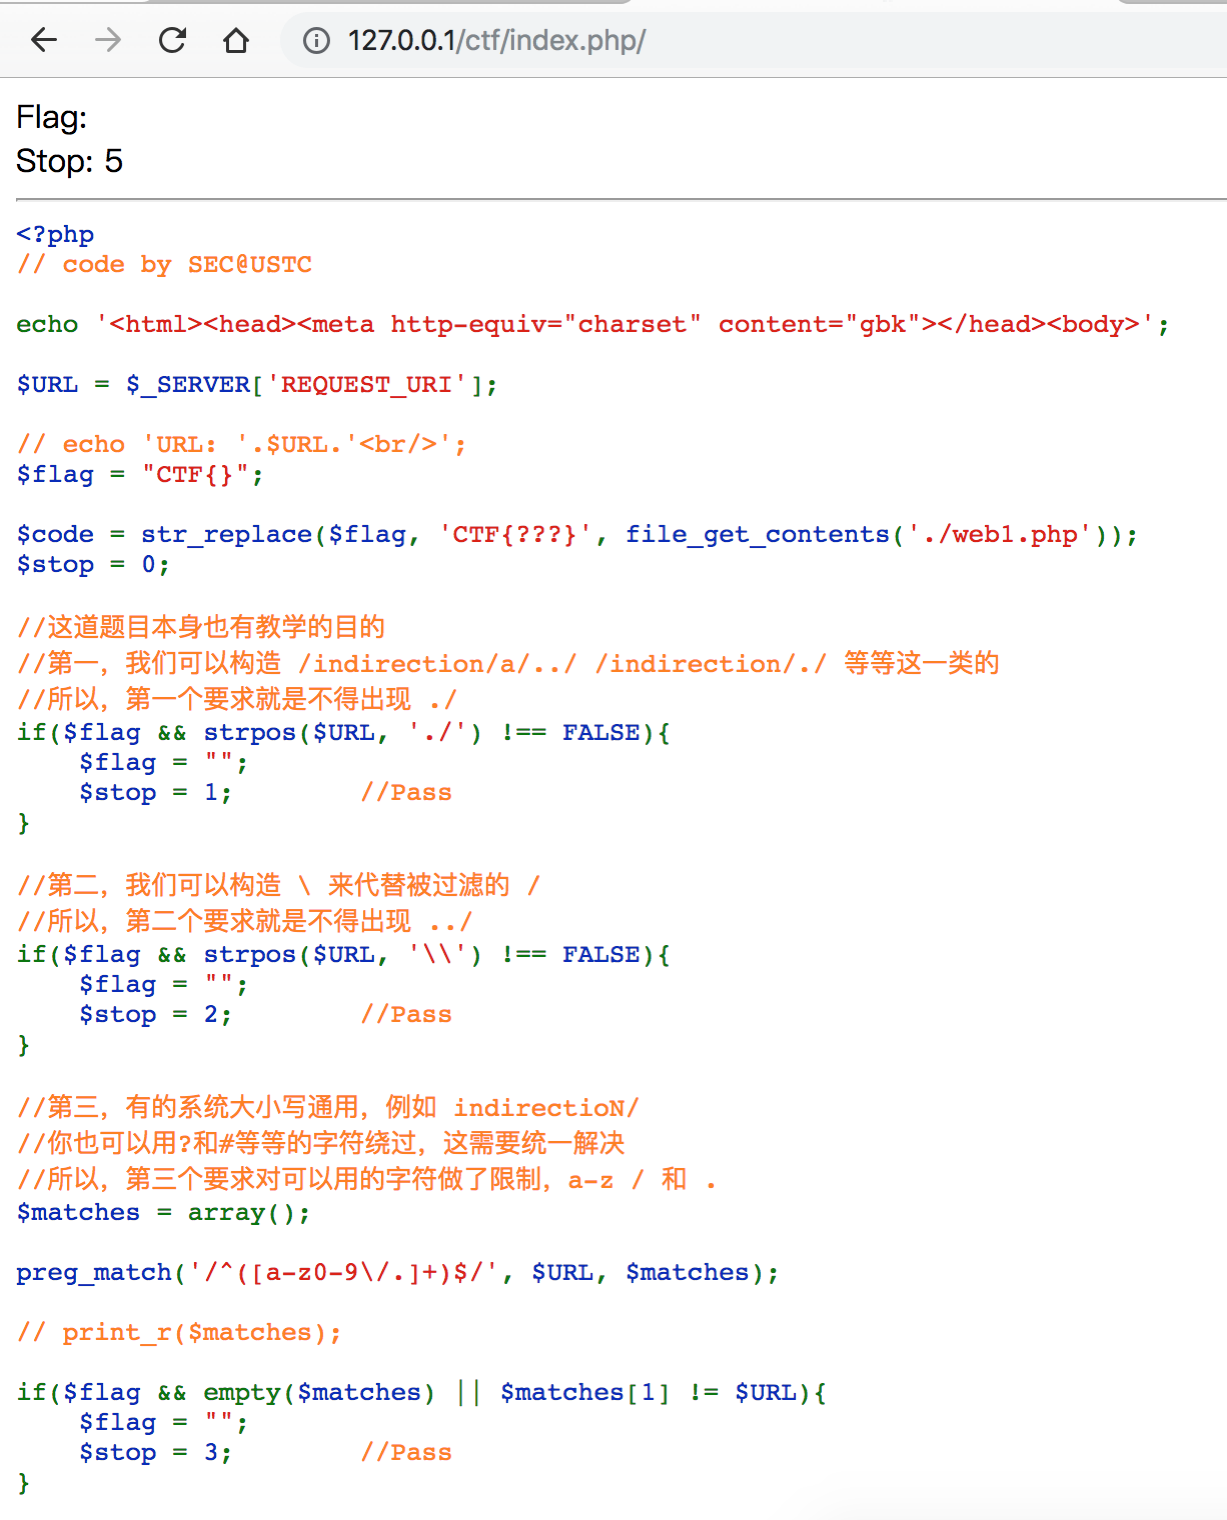 127.0.0.1/ctf/index.php/
Flag:
Stop: 5
<?php
// code by SEC@USTC
echo '<html><head><meta http-equiv="charset" content="gbk"></head><body>';
$URL = $_SERVER['REQUEST_URI'];
// echo 'URL: '.$URL.'<br/>';
$flag = "CTF{}";
$code = str_replace($flag, 'CTF{???}', file_get_contents('./web1.php'));
$stop = 0;
//这道题目本身也有教学的目的
//第一，我们可以构造 /indirection/a/../ /indirection/./ 等等这一类的
//所以，第一个要求就是不得出现 ./
if($flag && strpos($URL, './') !== FALSE){
    $flag = "";
    $stop = 1;        //Pass
}
//第二，我们可以构造 \ 来代替被过滤的 /
//所以，第二个要求就是不得出现 ../
if($flag && strpos($URL, '\\') !== FALSE){
    $flag = "";
    $stop = 2;        //Pass
}
//第三，有的系统大小写通用，例如 indirectioN/
//你也可以用?和#等等的字符绕过，这需要统一解决
//所以，第三个要求对可以用的字符做了限制，a-z / 和 .
$matches = array();
preg_match('/^([a-z0-9\/.]+)$/', $URL, $matches);
// print_r($matches);
if($flag && empty($matches) || $matches[1] != $URL){
    $flag = "";
    $stop = 3;        //Pass
}